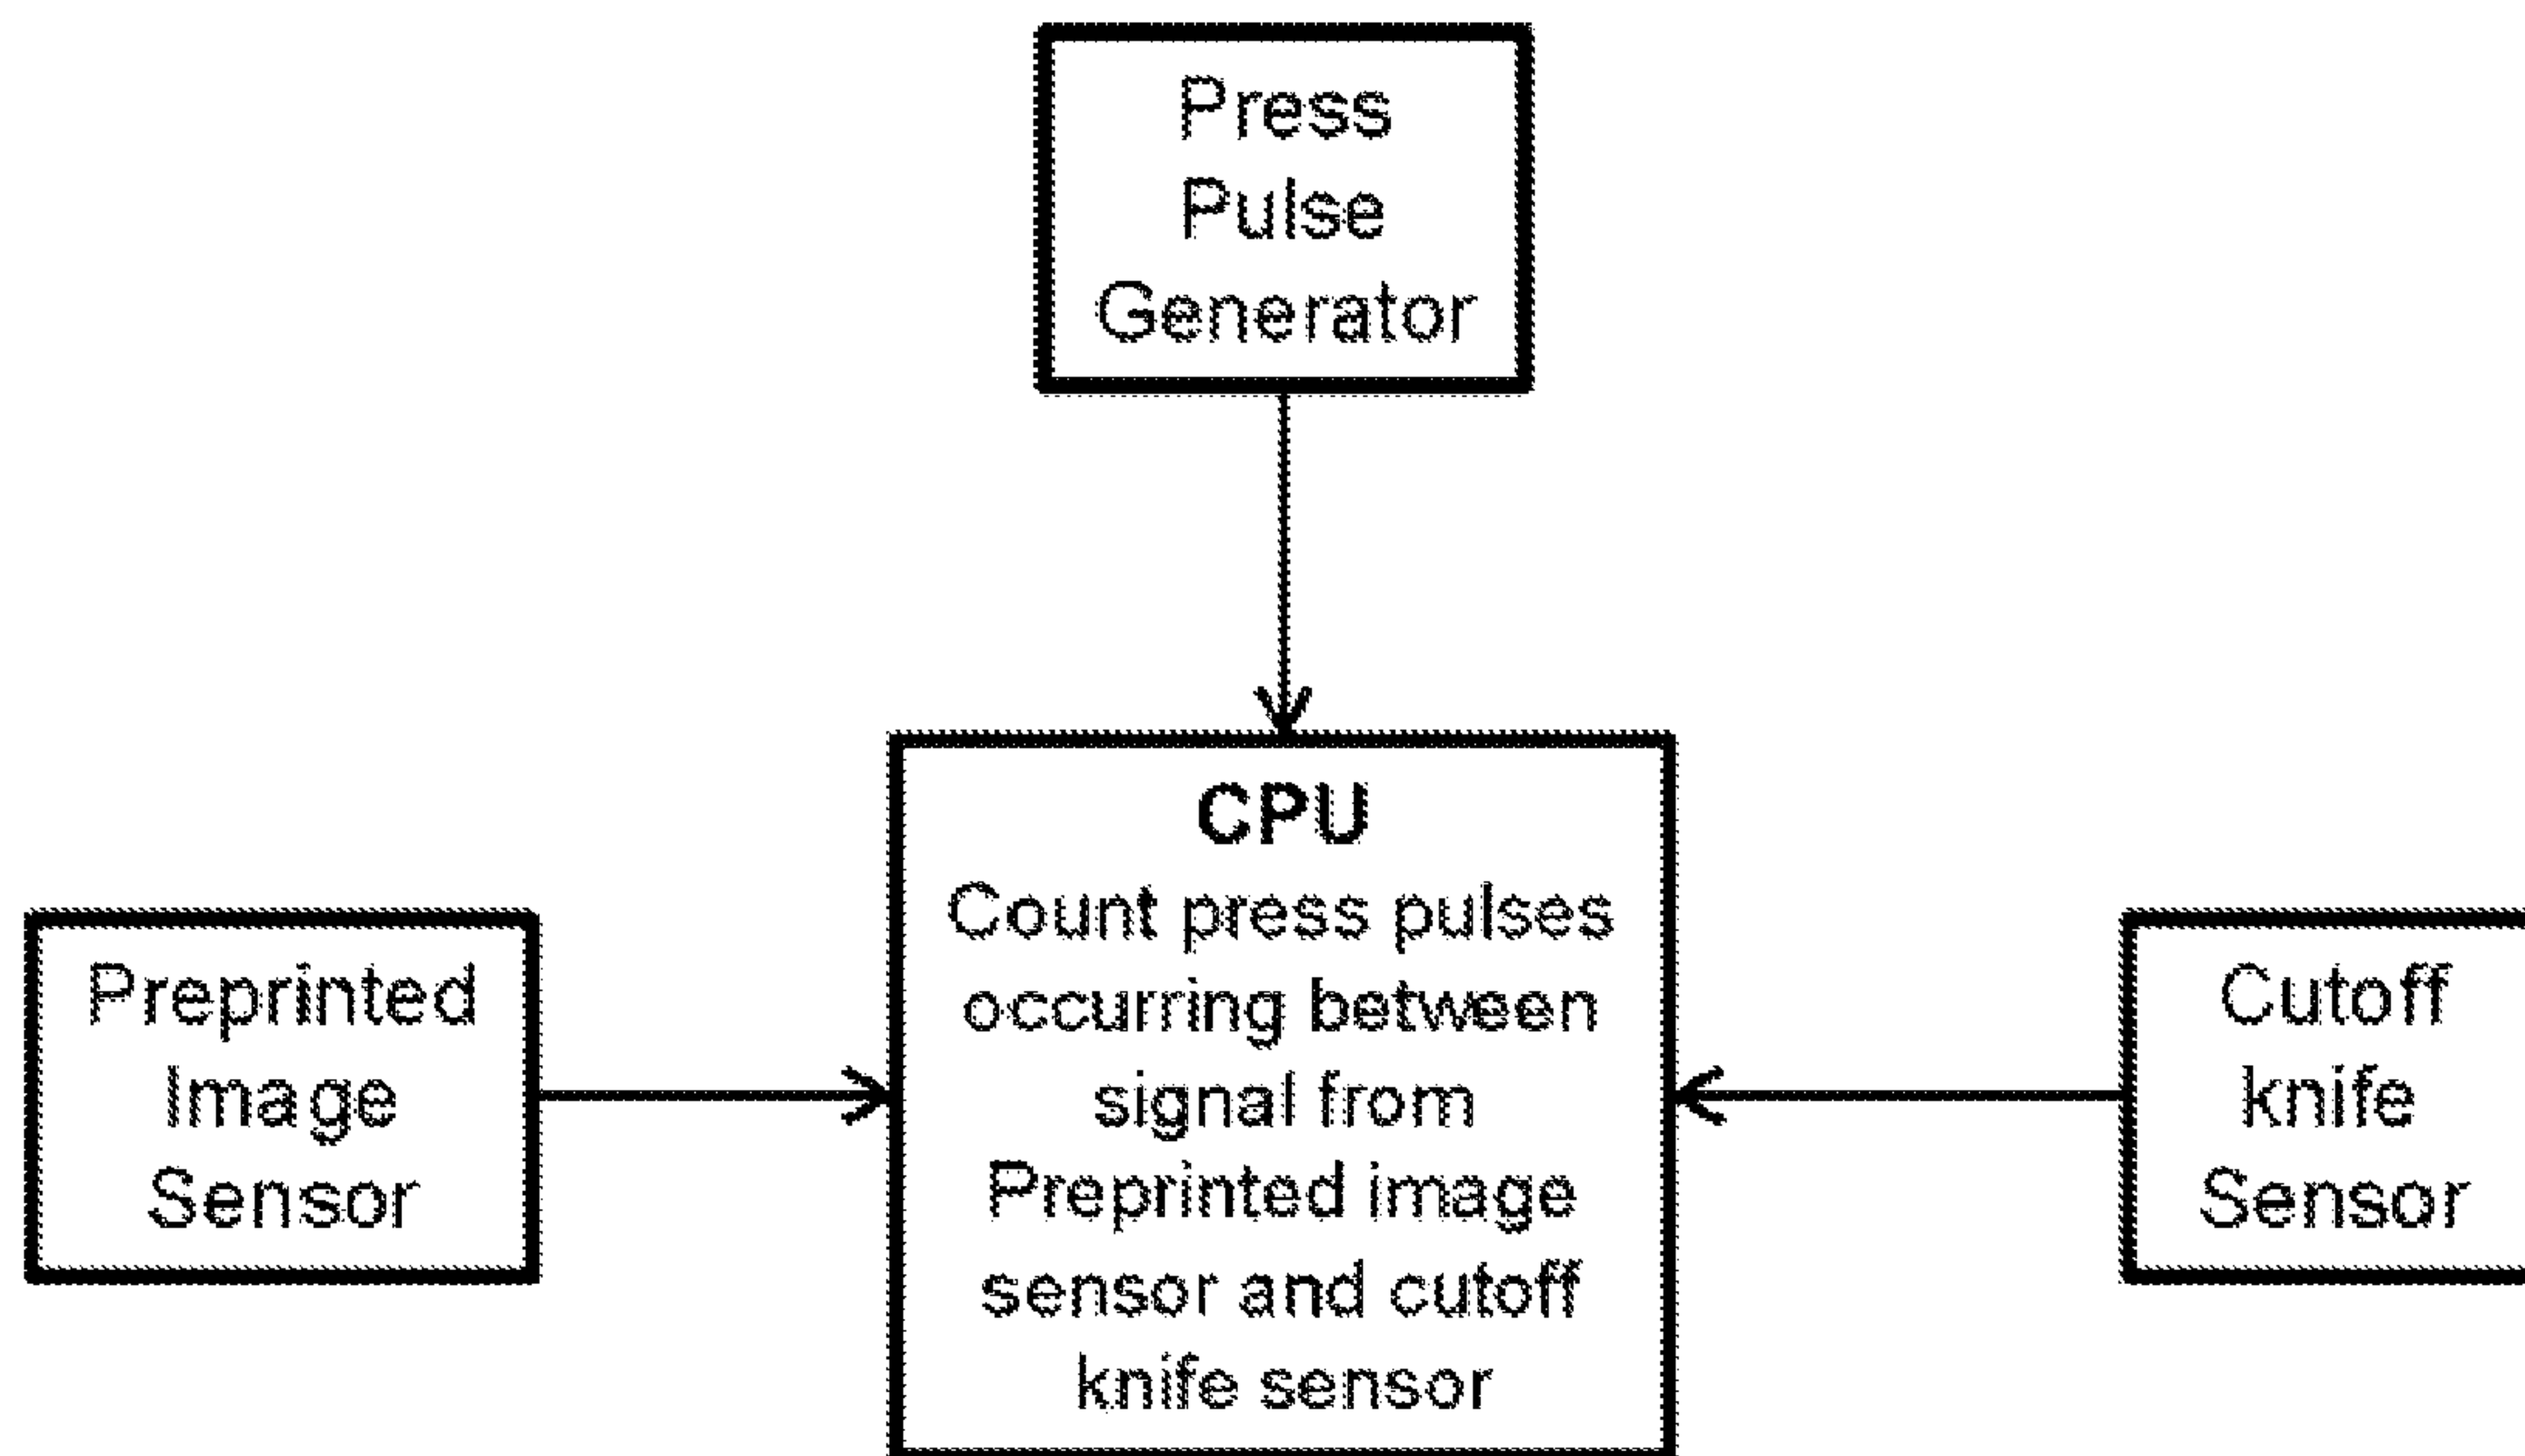 Press
Pulse
Generator
CPU
Count press pulses
occurring between
signal from
Preprinted image
sensor and cutoff
knife sensor
Preprinted
Image
Sensor
Cutoff
knife
Sensor